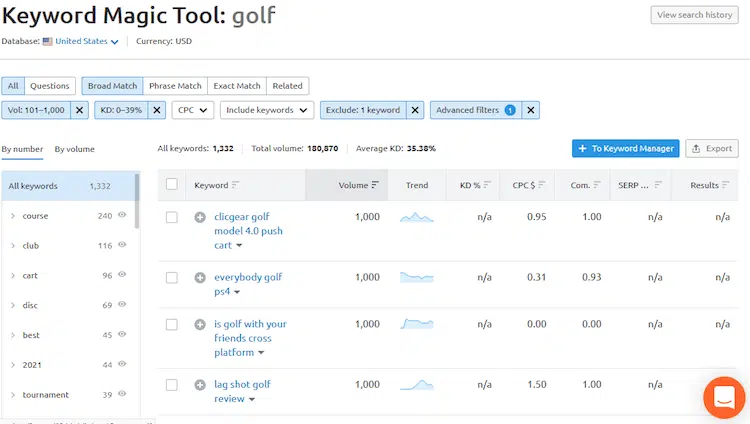 Keyword Magic Tool: golf
View search history
Database: United States Currency: USD
All Questions Broad Match Phrase Match Exact Match Related
Vol: 101–1,000 KD: 0–39% CPC Include keywords Exclude: 1 keyword Advanced filters 1
By number By volume
All keywords: 1,332 Total volume: 180,870 Average KD: 35.38%
To Keyword Manager Export
All keywords 1,332
course 240
club 116
cart 96
disc 69
best 45
2021 44
tournament 39
Keyword Volume Trend KD % CPC $ Com. SERP ... Results
clicgear golf 1,000 n/a 0.95 1.00 n/a n/a
model 4.0 push
cart
everybody golf 1,000 n/a 0.31 0.93 n/a n/a
ps4
is golf with your 1,000 n/a 0.00 0.00 n/a n/a
friends cross
platform
lag shot golf 1,000 n/a 1.50 1.00 n/a
review